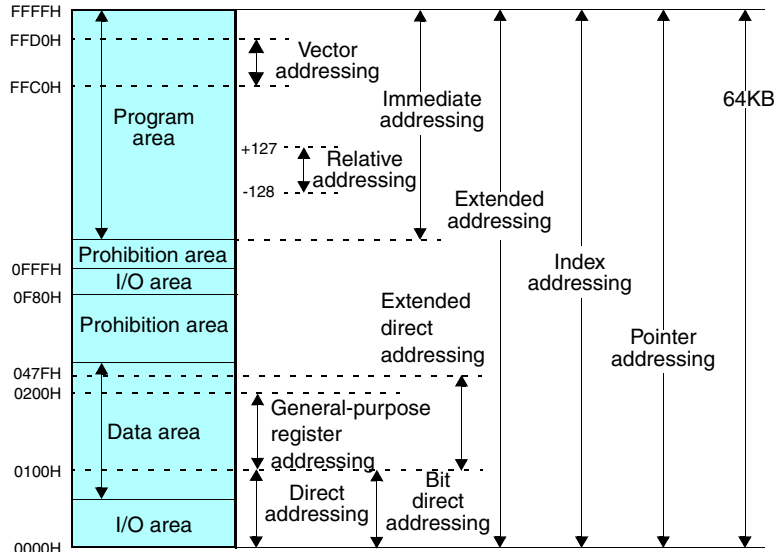 FFFFH
FFD0H
Vector
addressing
FFC0H
Immediate
addressing
64KB
Program
area
+127
Relative
addressing
-128
Extended
addressing
Prohibition area
0FFFH
I/O area
Index
addressing
0F80H
Extended
direct
addressing
Prohibition area
Pointer
addressing
047FH
0200H
General-purpose
register
addressing
Data area
0100H
Direct
addressing
Bit
direct
addressing
I/O area
0000H